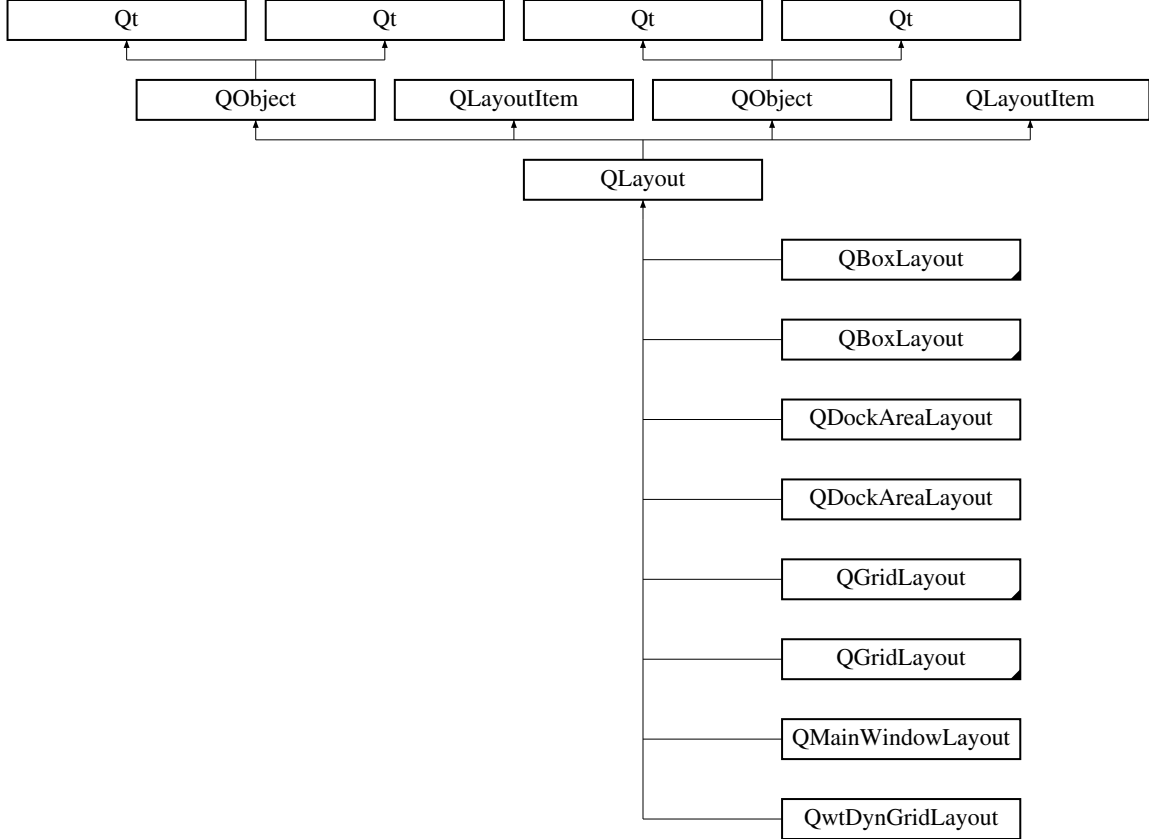 Qt
Qt
Qt
Qt
QObject
QLayoutItem
QObject
QLayoutItem
QLayout
QBoxLayout
QBoxLayout
QDockAreaLayout
QDockAreaLayout
QGridLayout
QGridLayout
QMainWindowLayout
QwtDynGridLayout